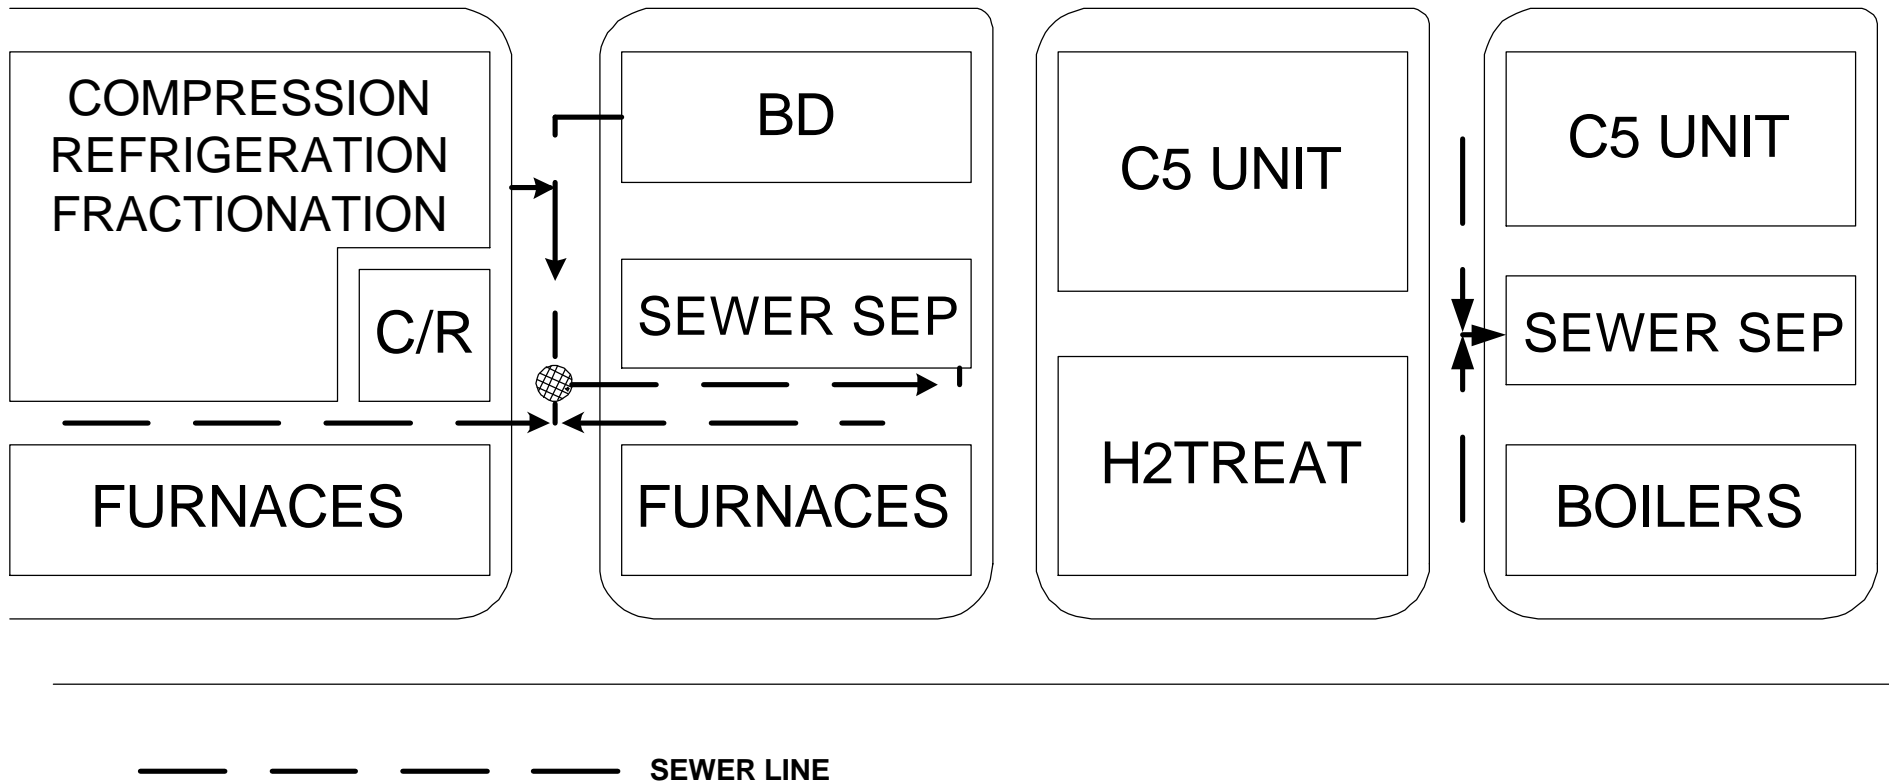 COMPRESSION
REFRIGERATION
FRACTIONATION
C/R
FURNACES
BD
SEWER SEP
FURNACES
C5 UNIT
H2TREAT
C5 UNIT
SEWER SEP
BOILERS
SEWER LINE